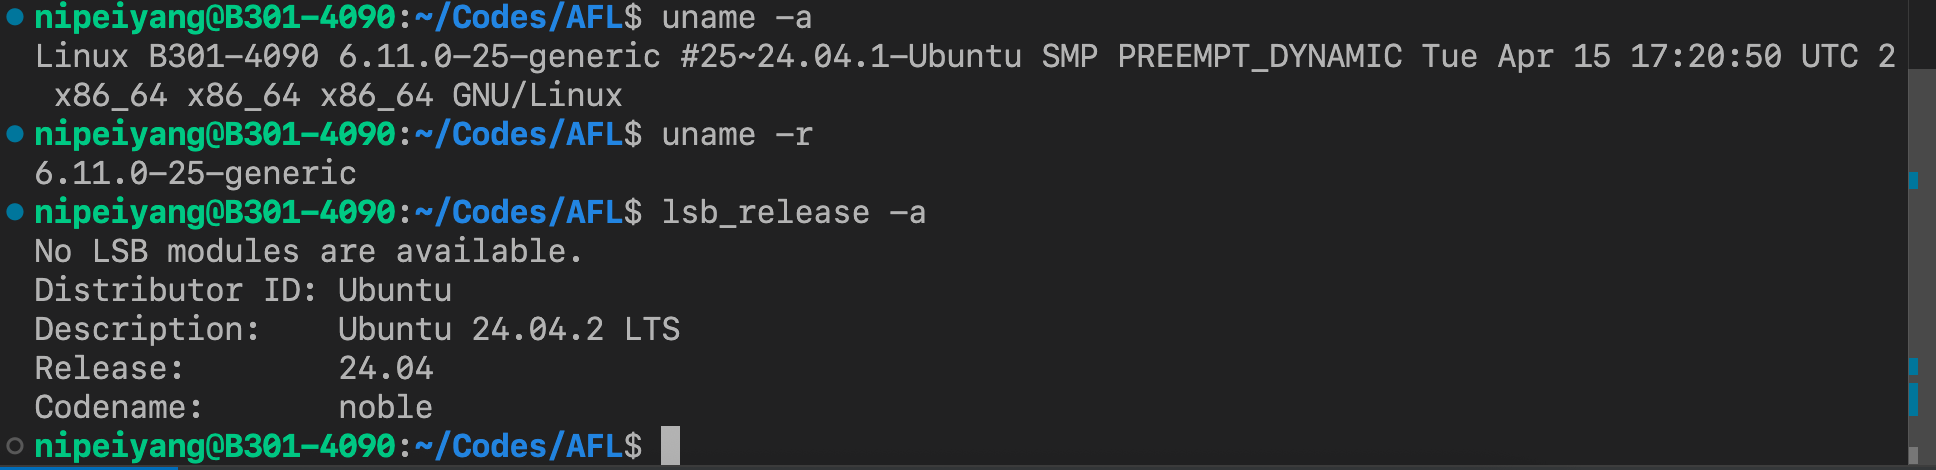 nipeiyang@B301-4090:~/Codes/AFL$ uname -a
Linux B301-4090 6.11.0-25-generic #25~24.04.1-Ubuntu SMP PREEMPT_DYNAMIC Tue Apr 15 17:20:50 UTC 2
 x86_64 x86_64 x86_64 GNU/Linux
nipeiyang@B301-4090:~/Codes/AFL$ uname -r
6.11.0-25-generic
nipeiyang@B301-4090:~/Codes/AFL$ lsb_release -a
No LSB modules are available.
Distributor ID: Ubuntu
Description:    Ubuntu 24.04.2 LTS
Release:        24.04
Codename:       noble
nipeiyang@B301-4090:~/Codes/AFL$